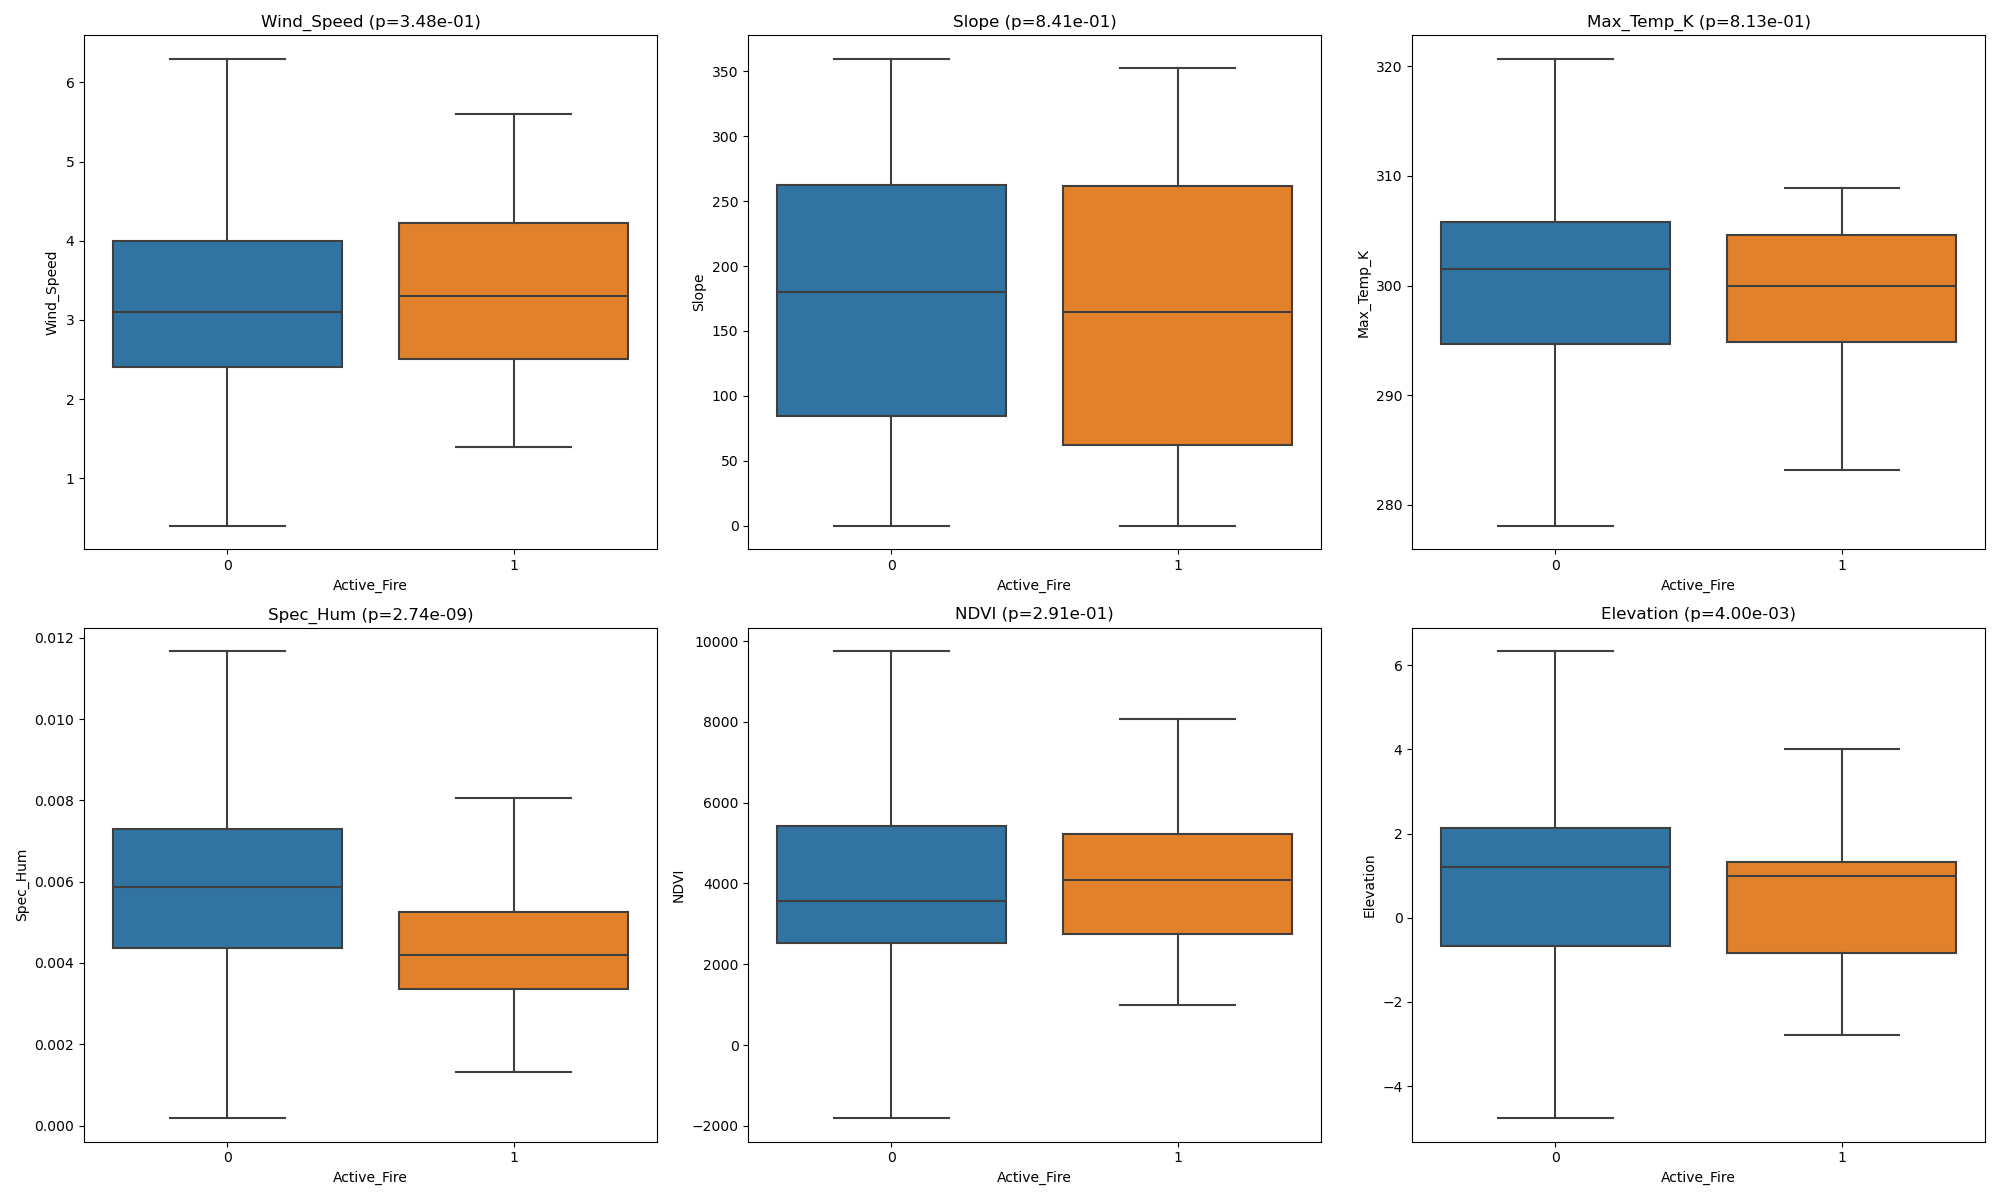 Wind_Speed (p=3.48e-01)
6
5
4
3
2
1
Wind_Speed
0
1
Active_Fire
Slope (p=8.41e-01)
350
300
250
200
150
100
50
0
Slope
0
1
Active_Fire
Max_Temp_K (p=8.13e-01)
320
310
300
290
280
Max_Temp_K
0
1
Active_Fire
Spec_Hum (p=2.74e-09)
0.012
0.010
0.008
0.006
0.004
0.002
0.000
Spec_Hum
0
1
Active_Fire
NDVI (p=2.91e-01)
10000
8000
6000
4000
2000
0
−2000
NDVI
0
1
Active_Fire
Elevation (p=4.00e-03)
6
4
2
0
−2
−4
Elevation
0
1
Active_Fire